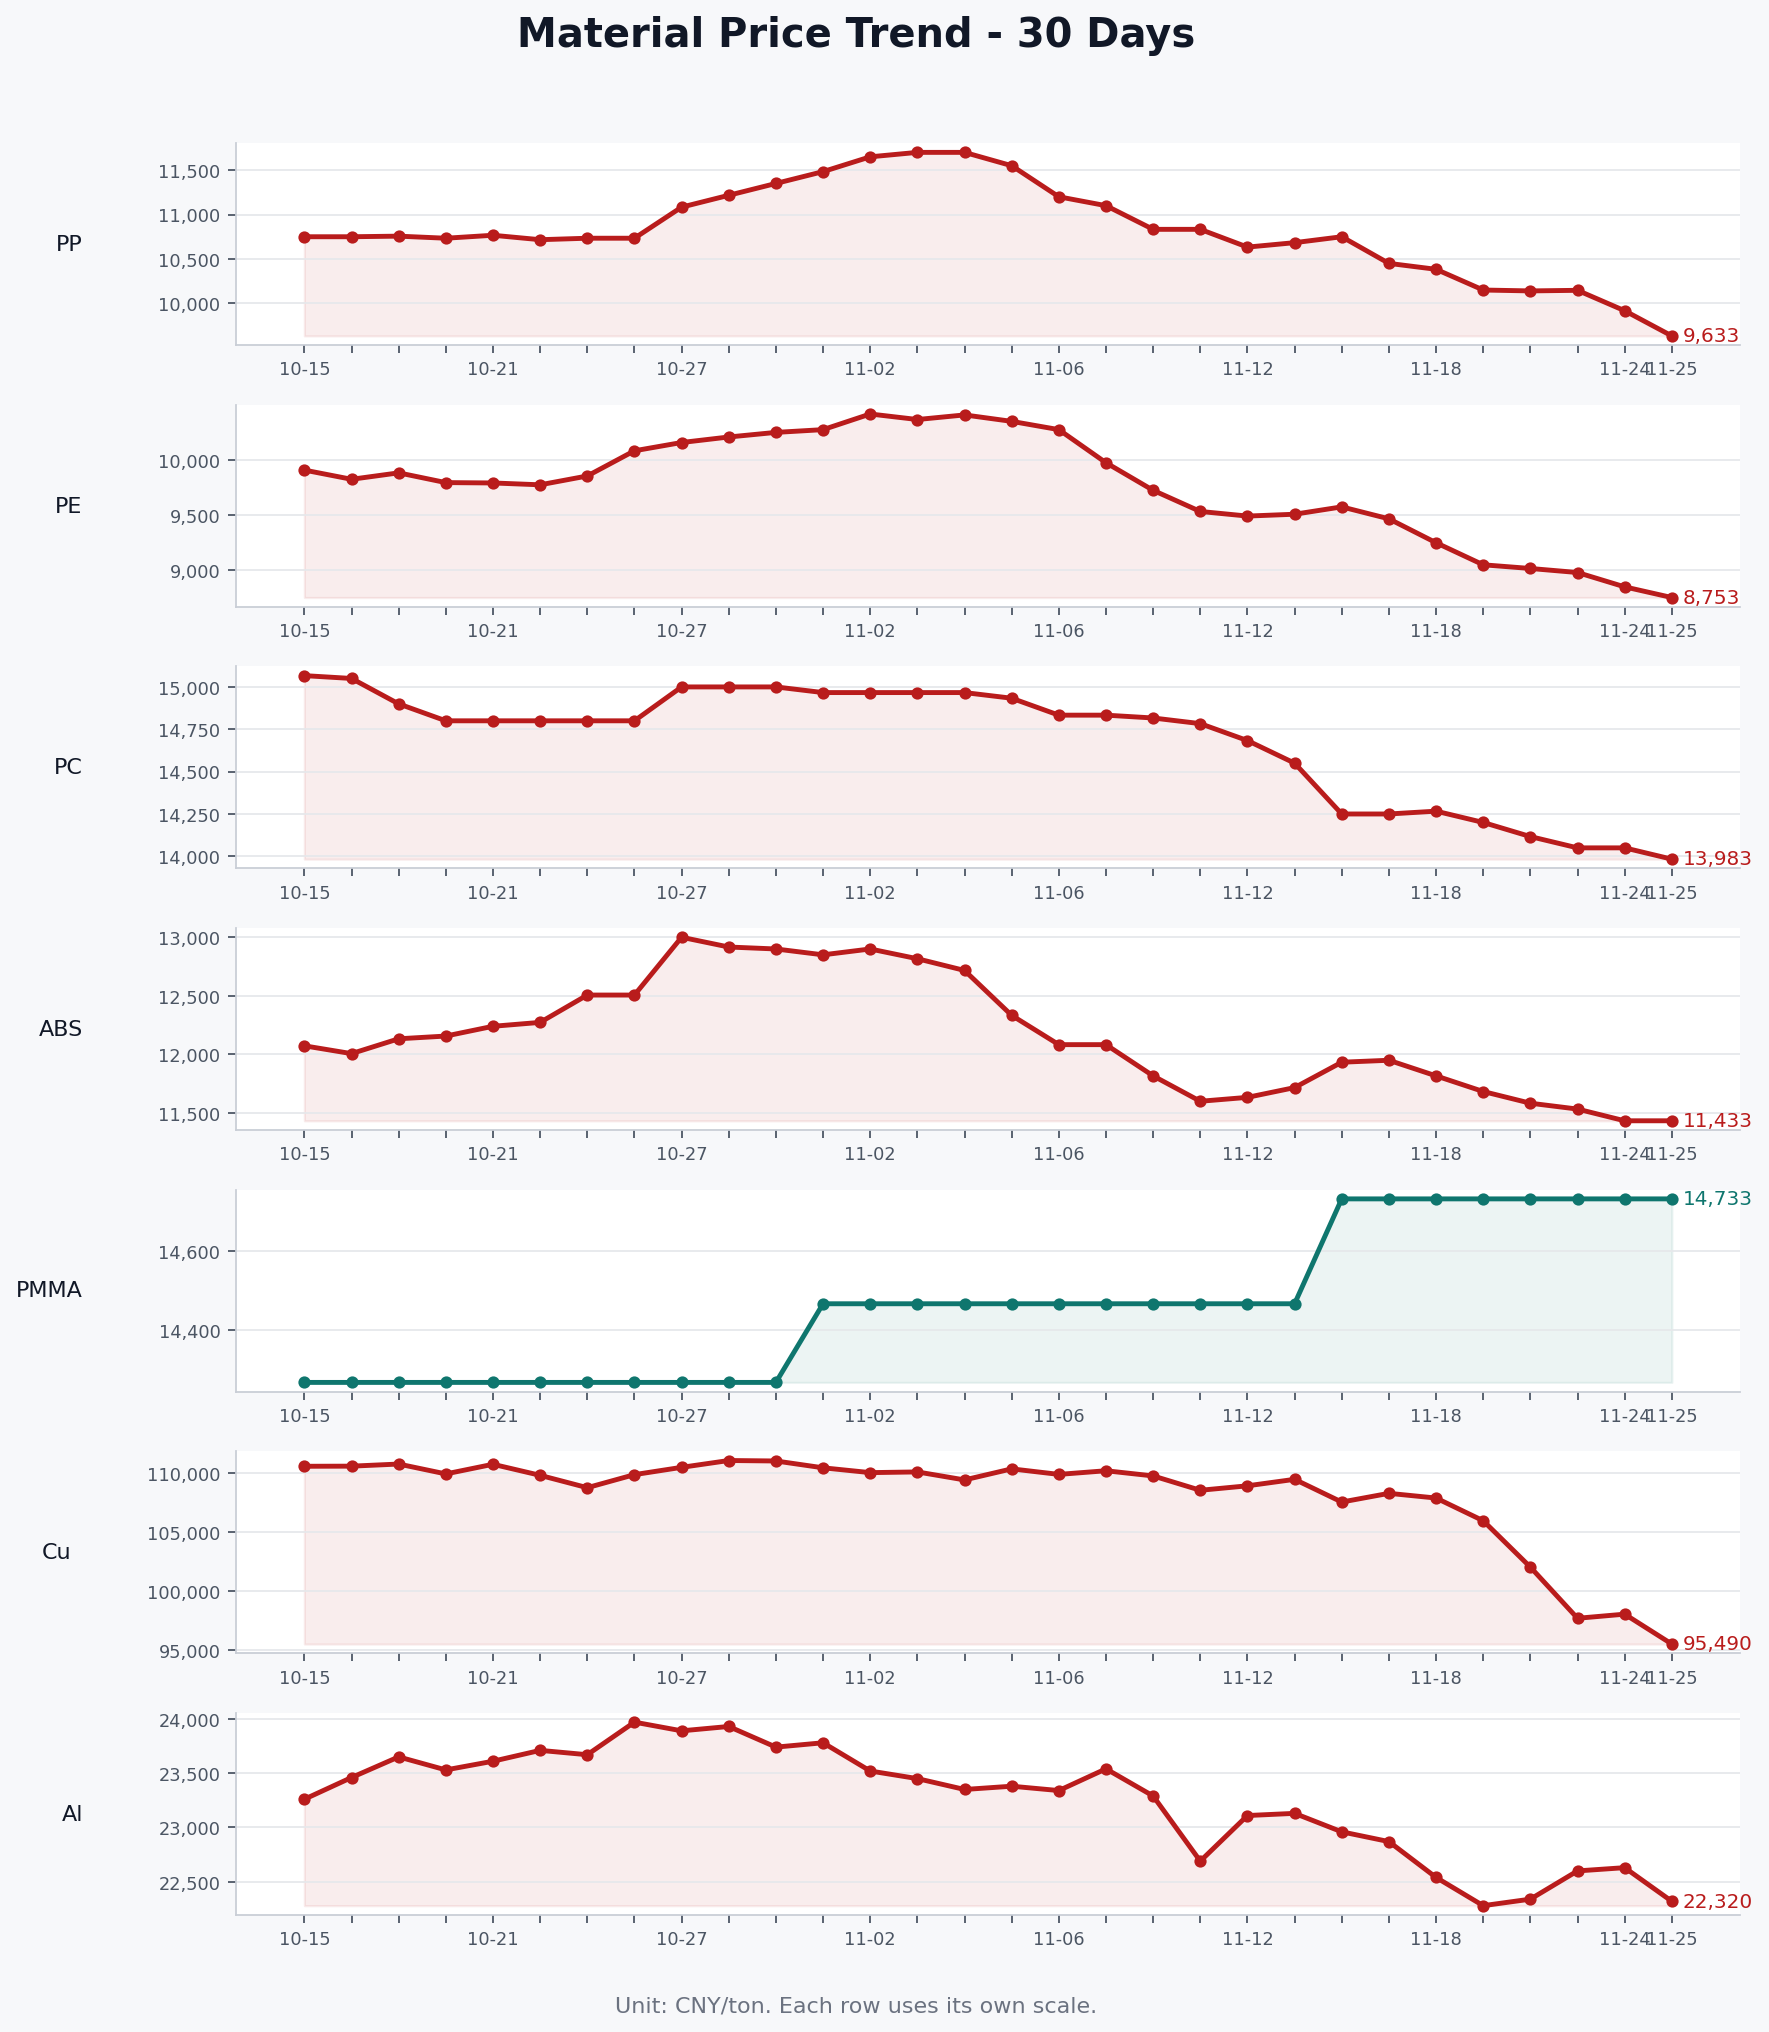 Material Price Trend - 30 Days
PP
11,500
11,000
10,500
10,000
9,633
10-15 10-21 10-27 11-02 11-06 11-12 11-18 11-24 11-25
PE
10,000
9,500
9,000
8,753
10-15 10-21 10-27 11-02 11-06 11-12 11-18 11-24 11-25
PC
15,000
14,750
14,500
14,250
14,000
13,983
10-15 10-21 10-27 11-02 11-06 11-12 11-18 11-24 11-25
ABS
13,000
12,500
12,000
11,500
11,433
10-15 10-21 10-27 11-02 11-06 11-12 11-18 11-24 11-25
PMMA
14,733
14,600
14,400
10-15 10-21 10-27 11-02 11-06 11-12 11-18 11-24 11-25
Cu
110,000
105,000
100,000
95,000
95,490
10-15 10-21 10-27 11-02 11-06 11-12 11-18 11-24 11-25
Al
24,000
23,500
23,000
22,500
22,320
10-15 10-21 10-27 11-02 11-06 11-12 11-18 11-24 11-25
Unit: CNY/ton. Each row uses its own scale.